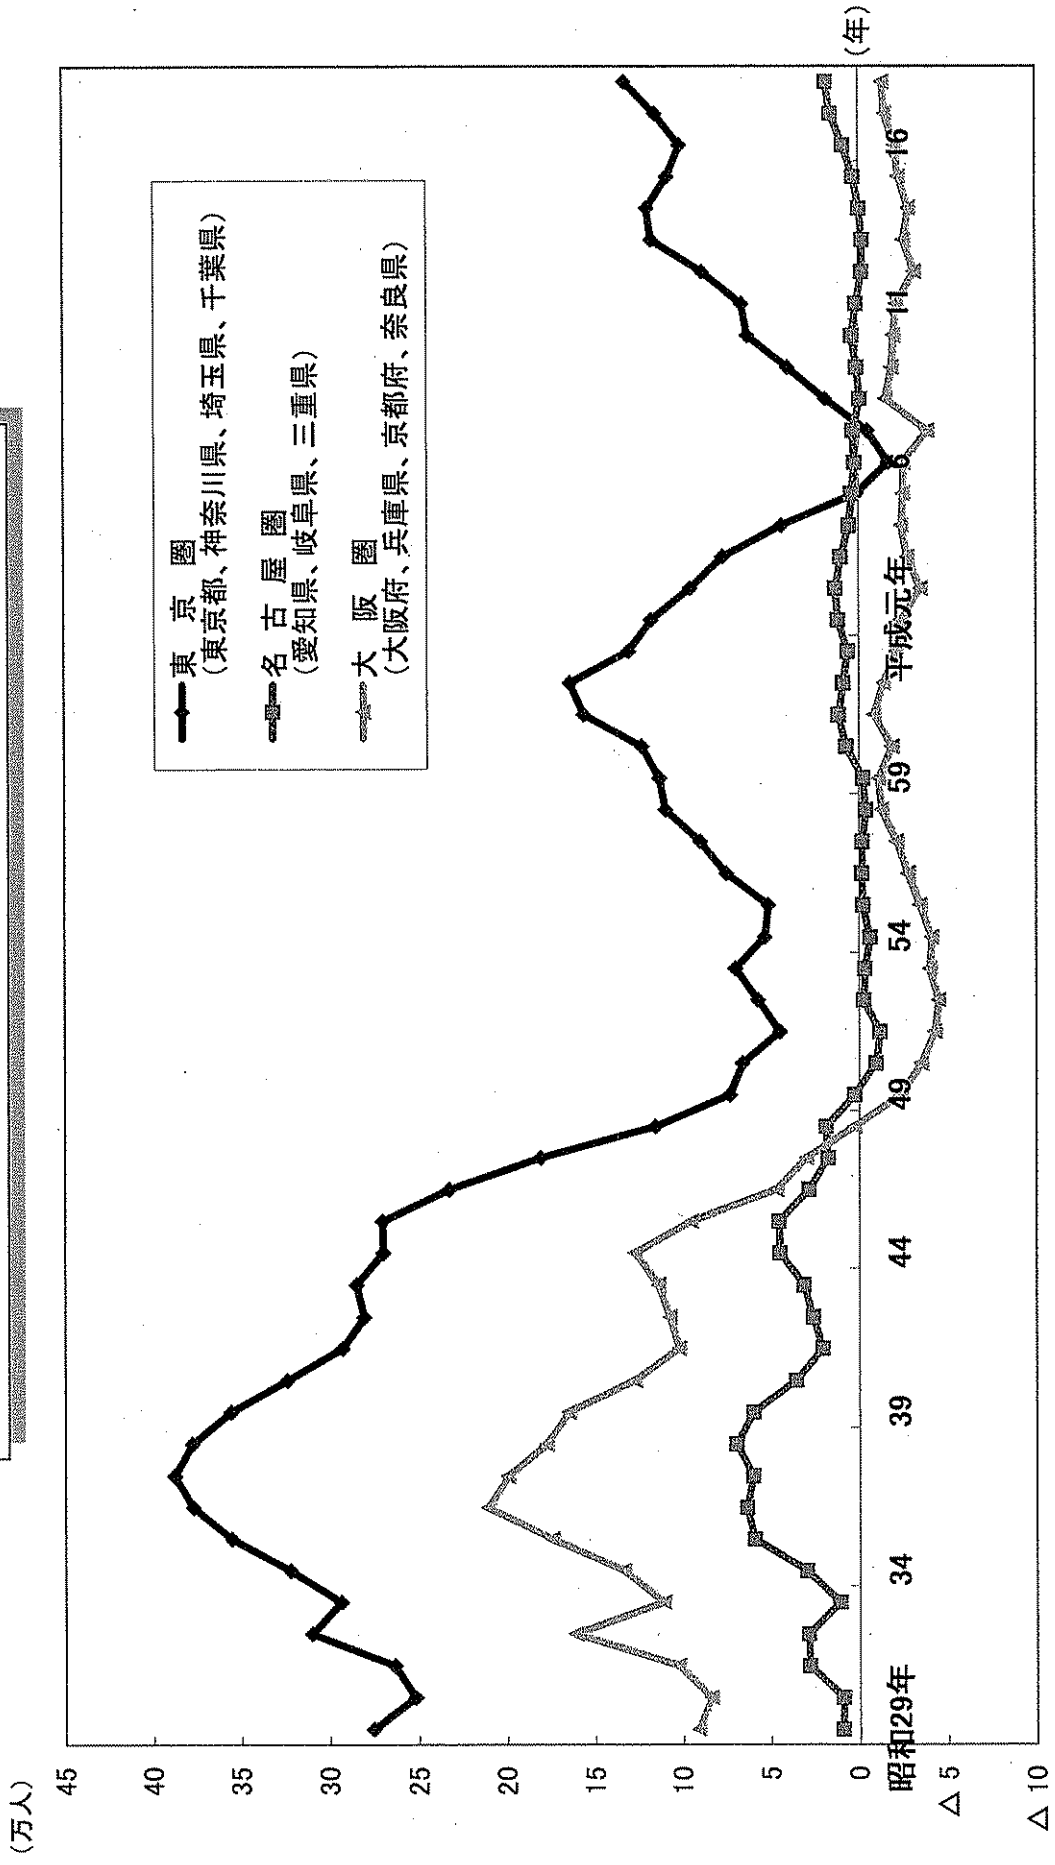 (万人)
45
40
35
30
25
20
15
10
5
0
△ 5
△ 10
昭和29年
34
39
44
49
54
59
平成元年
6
11
16
(年)
東 京 圏
(東京都、神奈川県、埼玉県、千葉県)
名 古 屋 圏
(愛知県、岐阜県、三重県)
大 阪 圏
(大阪府、兵庫県、京都府、奈良県)